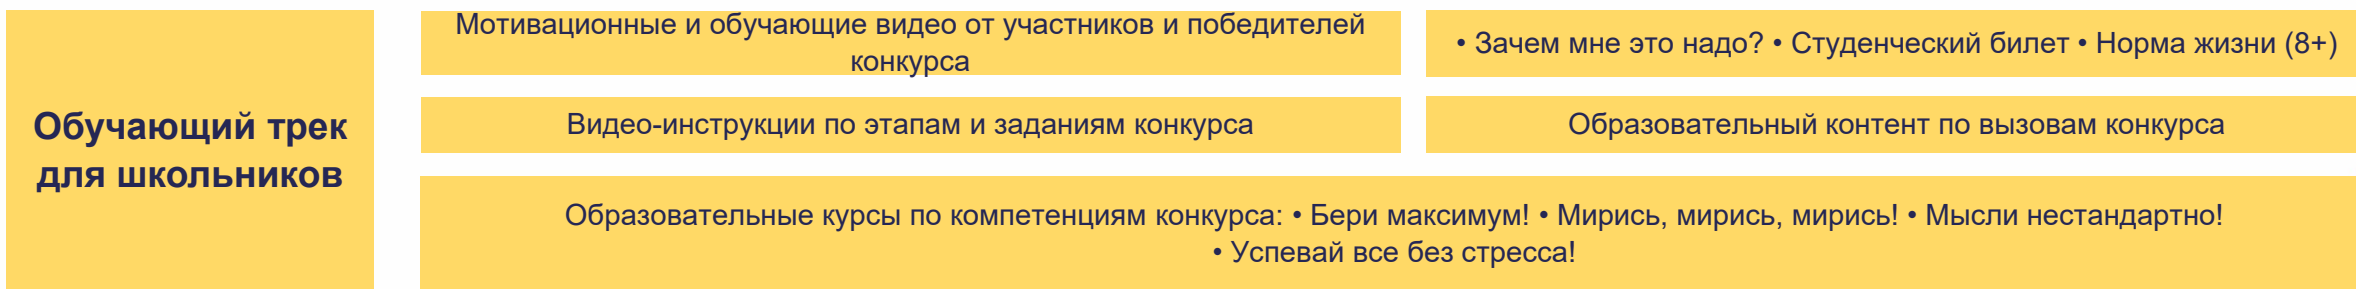 Обучающий трек
для школьников
Мотивационные и обучающие видео от участников и победителей
конкурса
• Зачем мне это надо? • Студенческий билет • Норма жизни (8+)
Видео-инструкции по этапам и заданиям конкурса
Образовательный контент по вызовам конкурса
Образовательные курсы по компетенциям конкурса: • Бери максимум! • Мирись, мирись, мирись! • Мысли нестандартно!
• Успевай все без стресса!